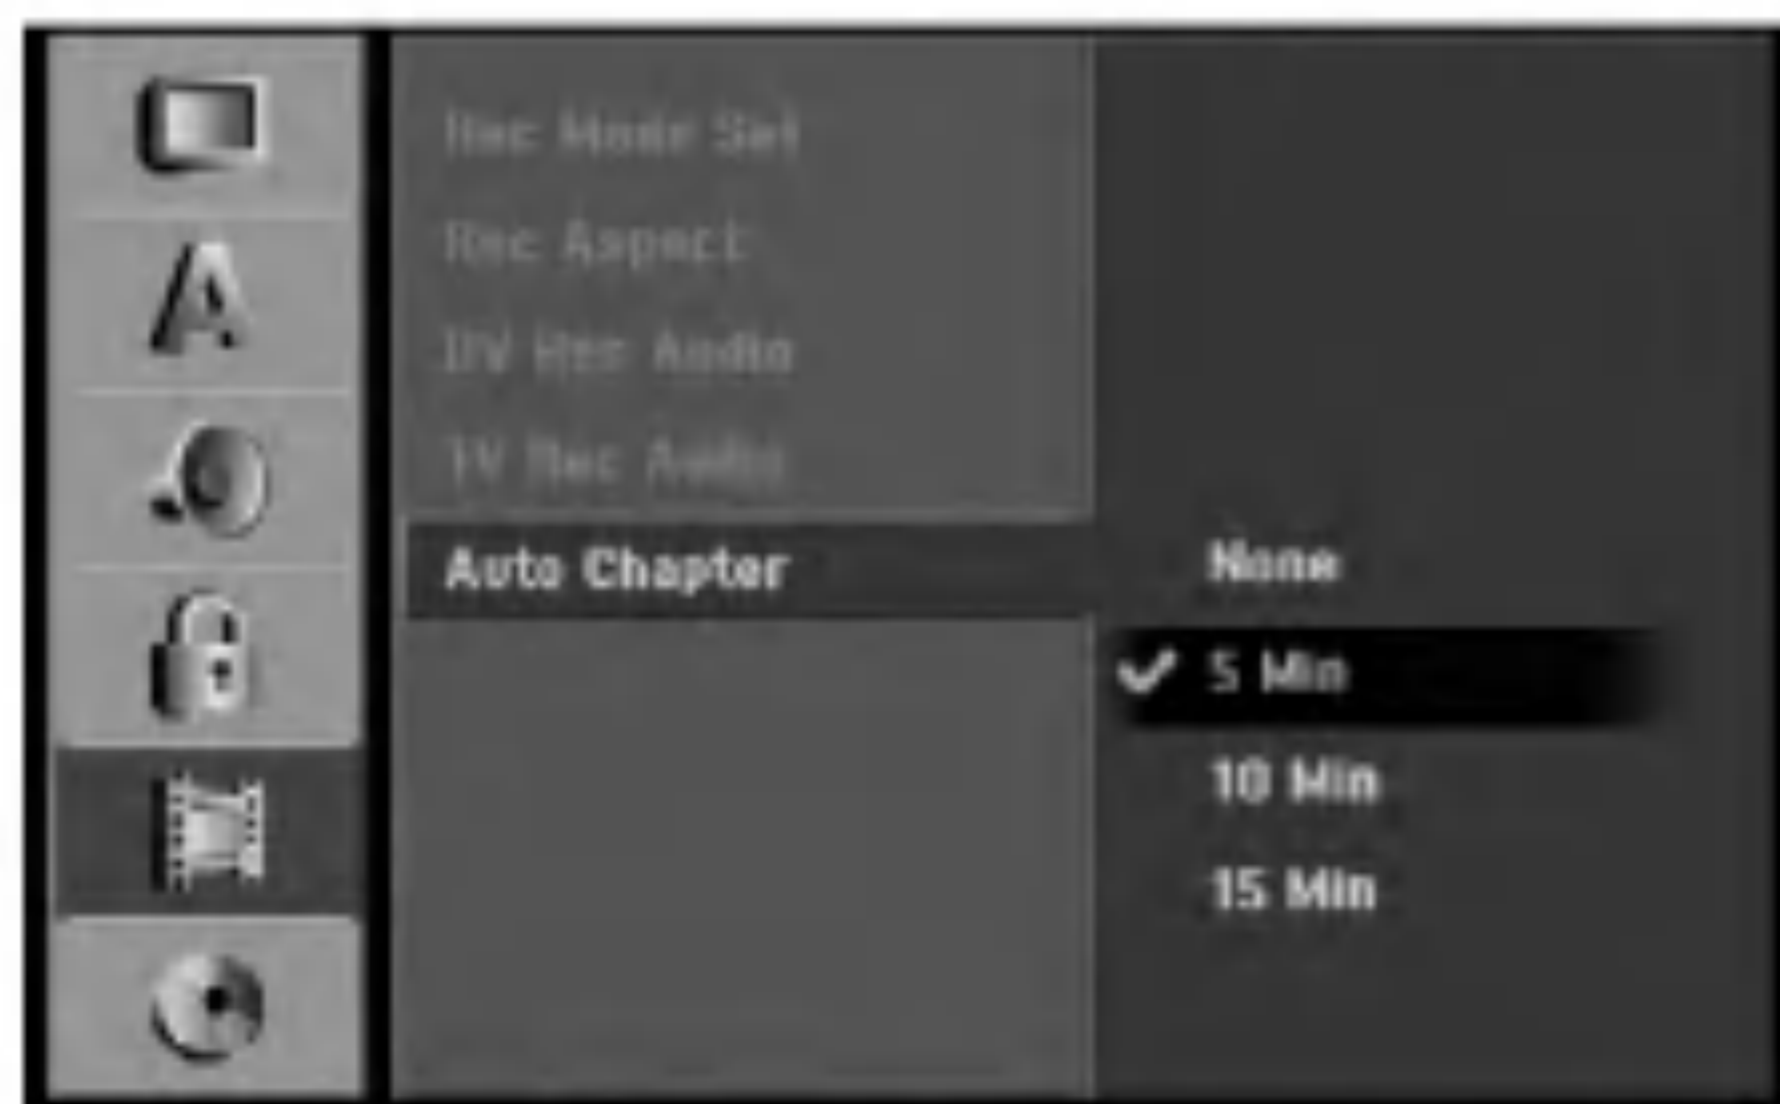 Rec Mode Set
Rec Aspect
DV Rec Audio
TV Rec Audio
Auto Chapter
None
5 Min
10 Min
15 Min